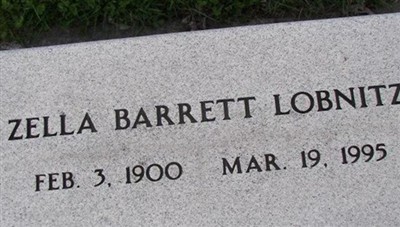 ZELLA BARRETT LOBNITZ
FEB. 3, 1900 MAR. 19, 1995